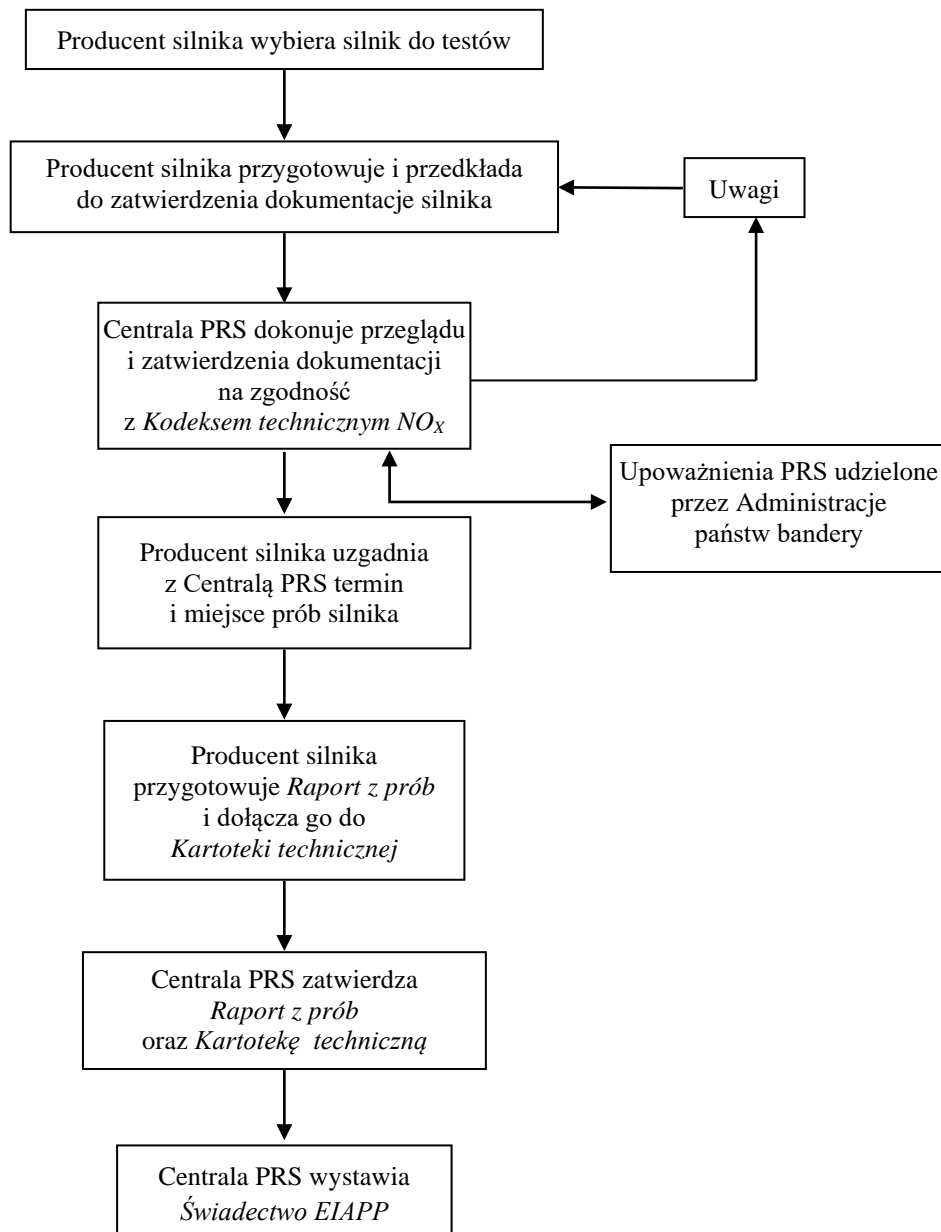 Producent silnika wybiera silnik do testów
Producent silnika przygotowuje i przedkłada
do zatwierdzenia dokumentacje silnika
Uwagi
Centrala PRS dokonuje przeglądu
i zatwierdzenia dokumentacji
na zgodność
z Kodeksem technicznym NOX
Upoważnienia PRS udzielone
przez Administracje
państw bandery
Producent silnika uzgadnia
z Centralą PRS termin
i miejsce prób silnika
Producent silnika
przygotowuje Raport z prób
i dołącza go do
Kartoteki technicznej
Centrala PRS zatwierdza
Raport z prób
oraz Kartotekę techniczną
Centrala PRS wystawia
Świadectwo EIAPP